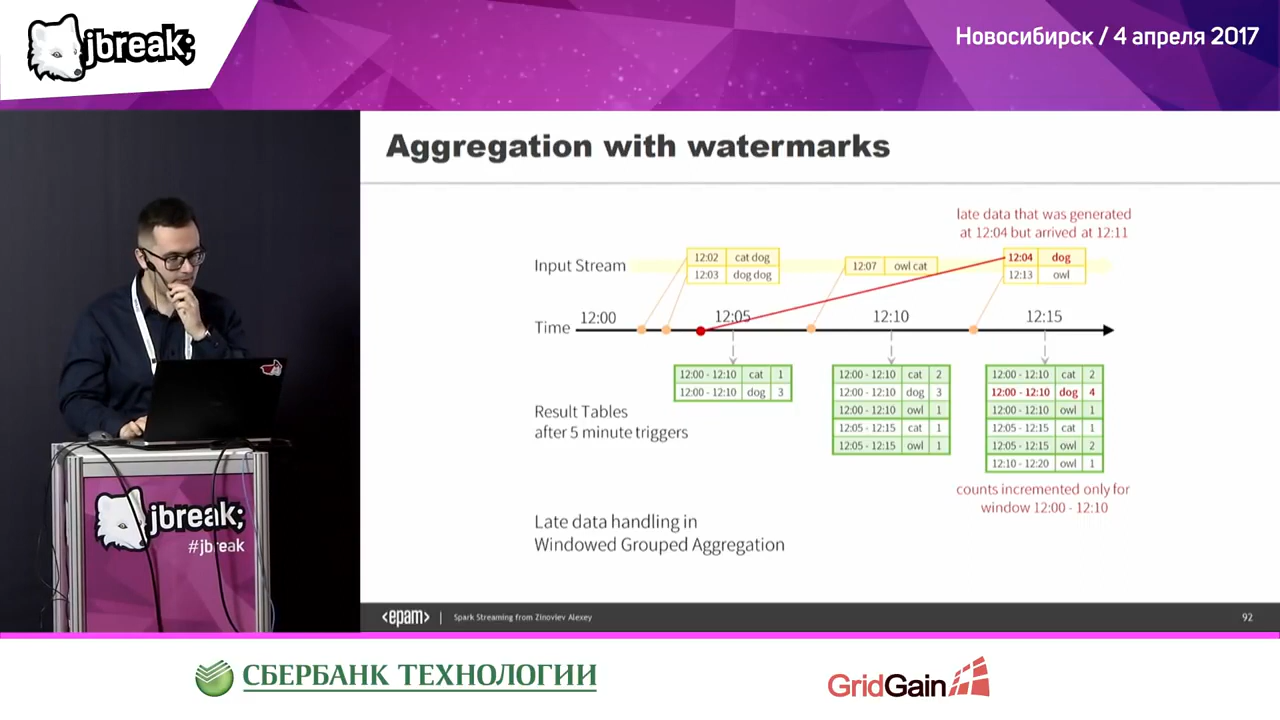 jbreak;
Новосибирск / 4 апреля 2017
Aggregation with watermarks
late data that was generated
at 12:04 but arrived at 12:11
Input Stream
12:02 cat dog
12:03 dog dog
12:07 owl cat
12:04 dog
12:13 owl
Time
12:00
12:05
12:10
12:15
Result Tables
after 5 minute triggers
12:00 - 12:10 cat 1
12:00 - 12:10 dog 3
12:00 - 12:10 cat 2
12:00 - 12:10 dog 3
12:00 - 12:10 owl 1
12:05 - 12:15 cat 1
12:05 - 12:15 owl 1
12:00 - 12:10 cat 2
12:00 - 12:10 dog 4
12:00 - 12:10 owl 1
12:05 - 12:15 cat 1
12:05 - 12:15 owl 2
12:10 - 12:20 owl 1
counts incremented only for
window 12:00 - 12:10
Late data handling in
Windowed Grouped Aggregation
<epam> | Spark Streaming from Zinoviev Alexey
92
jbreak;
#jbreak
СБЕРБАНК ТЕХНОЛОГИИ
GridGain